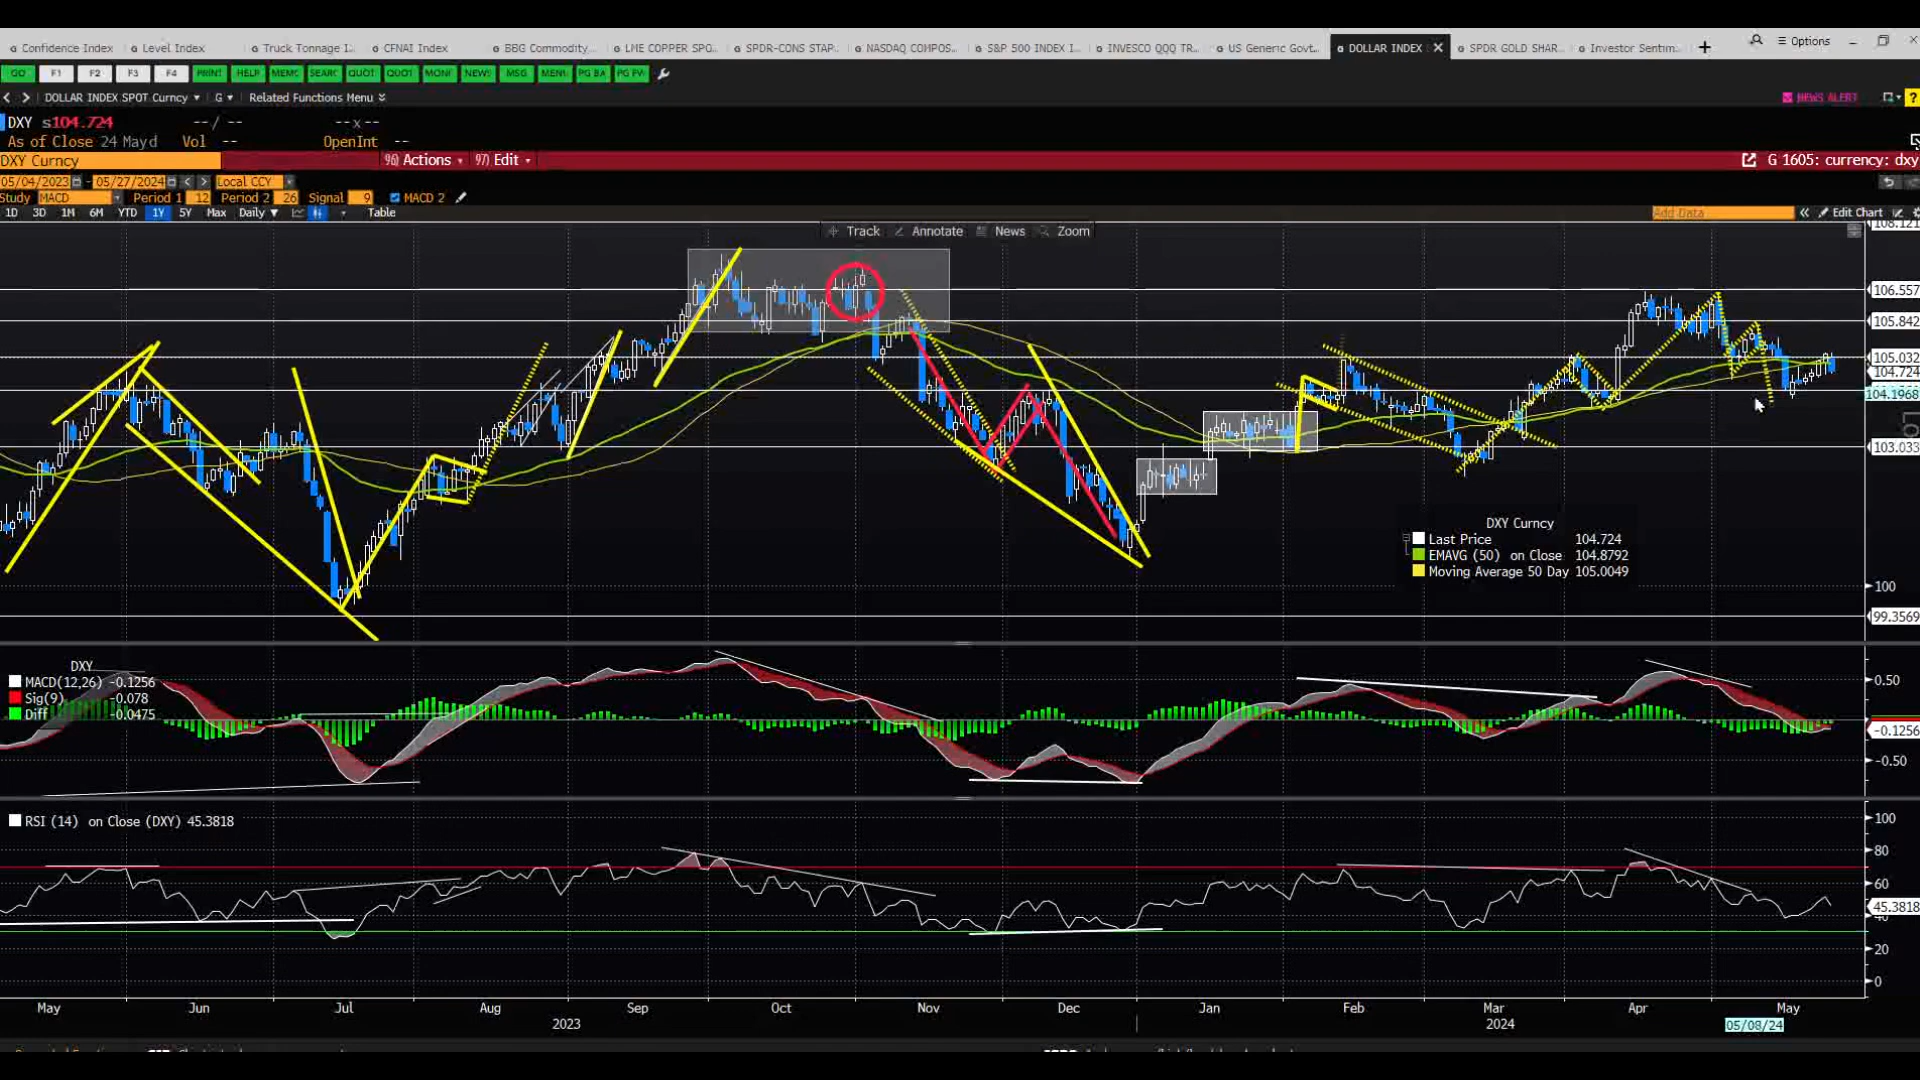 Confidence Index Level Index Truck Tonnage I... CFNAI Index BBG Commodity... LME COPPER SPO... SPDR-CONS STAP... NASDAQ COMPOS... S&P 500 INDEX I... INVESCO QQQ TR... US Generic Govt... DOLLAR INDEX SPDR GOLD SHAR... Investor Sentim... + Options
GO F1 F2 F3 F4 PRINT HELP MEMO SEARC QUOT QUOT MONI NEWS MSG MENU PG BA PG FW
DOLLAR INDEX SPOT Curncy G Related Functions Menu NEWS ALERT ?
DXY s104.724 -- / -- -- x --
As of Close 24 Mayd Vol -- OpenInt --
DXY Curncy 96) Actions 97) Edit G 1605: currency: dxy
05/04/2023 - 05/27/2024 Local CCY
Study MACD Period 1 12 Period 2 26 Signal 9 MACD 2
1D 3D 1M 6M YTD 1Y 5Y Max Daily Table Add Data Edit Chart
Track Annotate News Zoom
108.121
106.557
105.842
105.032
104.724
104.1968
103.033
DXY Curncy
Last Price 104.724
EMAVG (50) on Close 104.8792
Moving Average 50 Day 105.0049
100
99.3569
DXY
MACD(12,26) -0.1256
Sig(9) -0.078
Diff -0.0475
0.50
-0.1256
-0.50
RSI (14) on Close (DXY) 45.3818
100
80
60
45.3818
40
20
0
May Jun Jul Aug Sep Oct Nov Dec Jan Feb Mar Apr May
2023 2024 05/08/24